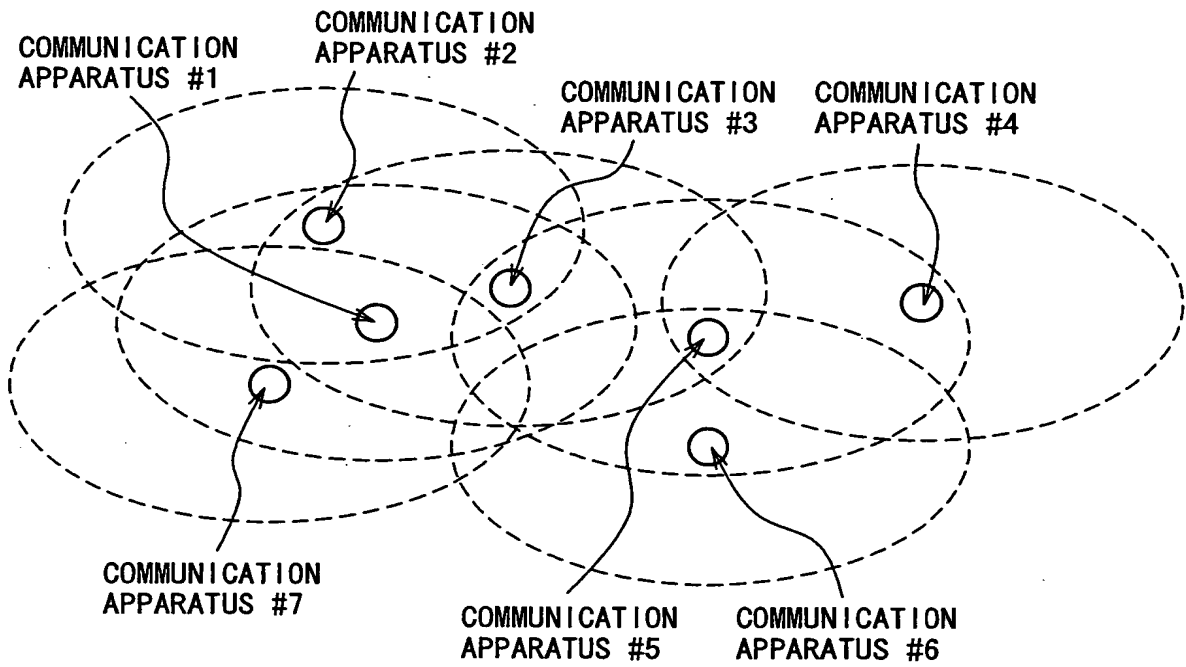 COMMUNICATION
APPARATUS #1
COMMUNICATION
APPARATUS #2
COMMUNICATION
APPARATUS #3
COMMUNICATION
APPARATUS #4
COMMUNICATION
APPARATUS #7
COMMUNICATION
APPARATUS #5
COMMUNICATION
APPARATUS #6